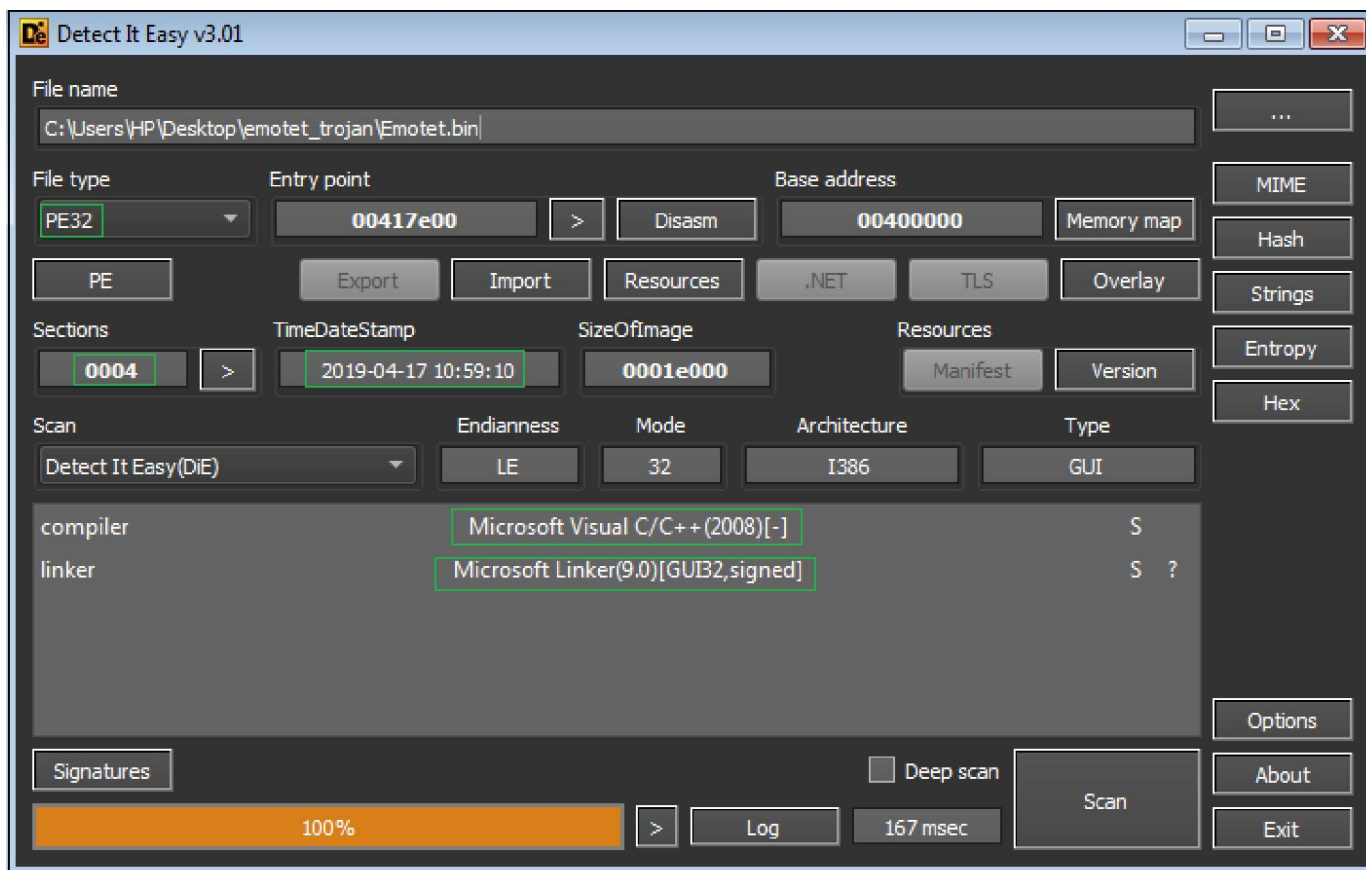 Detect It Easy v3.01
File name
C:\Users\HP\Desktop\emotet_trojan\Emotet.bin
...
File type Entry point Base address
MIME
PE32 00417e00 > Disasm 00400000 Memory map
Hash
PE Export Import Resources .NET TLS Overlay
Strings
Sections TimeDateStamp SizeOfImage Resources
Entropy
0004 > 2019-04-17 10:59:10 0001e000 Manifest Version
Hex
Scan Endianness Mode Architecture Type
Detect It Easy(DiE) LE 32 I386 GUI
compiler Microsoft Visual C/C++(2008)[-] S
linker Microsoft Linker(9.0)[GUI32,signed] S ?
Options
Signatures Deep scan Scan About
100% > Log 167 msec Exit